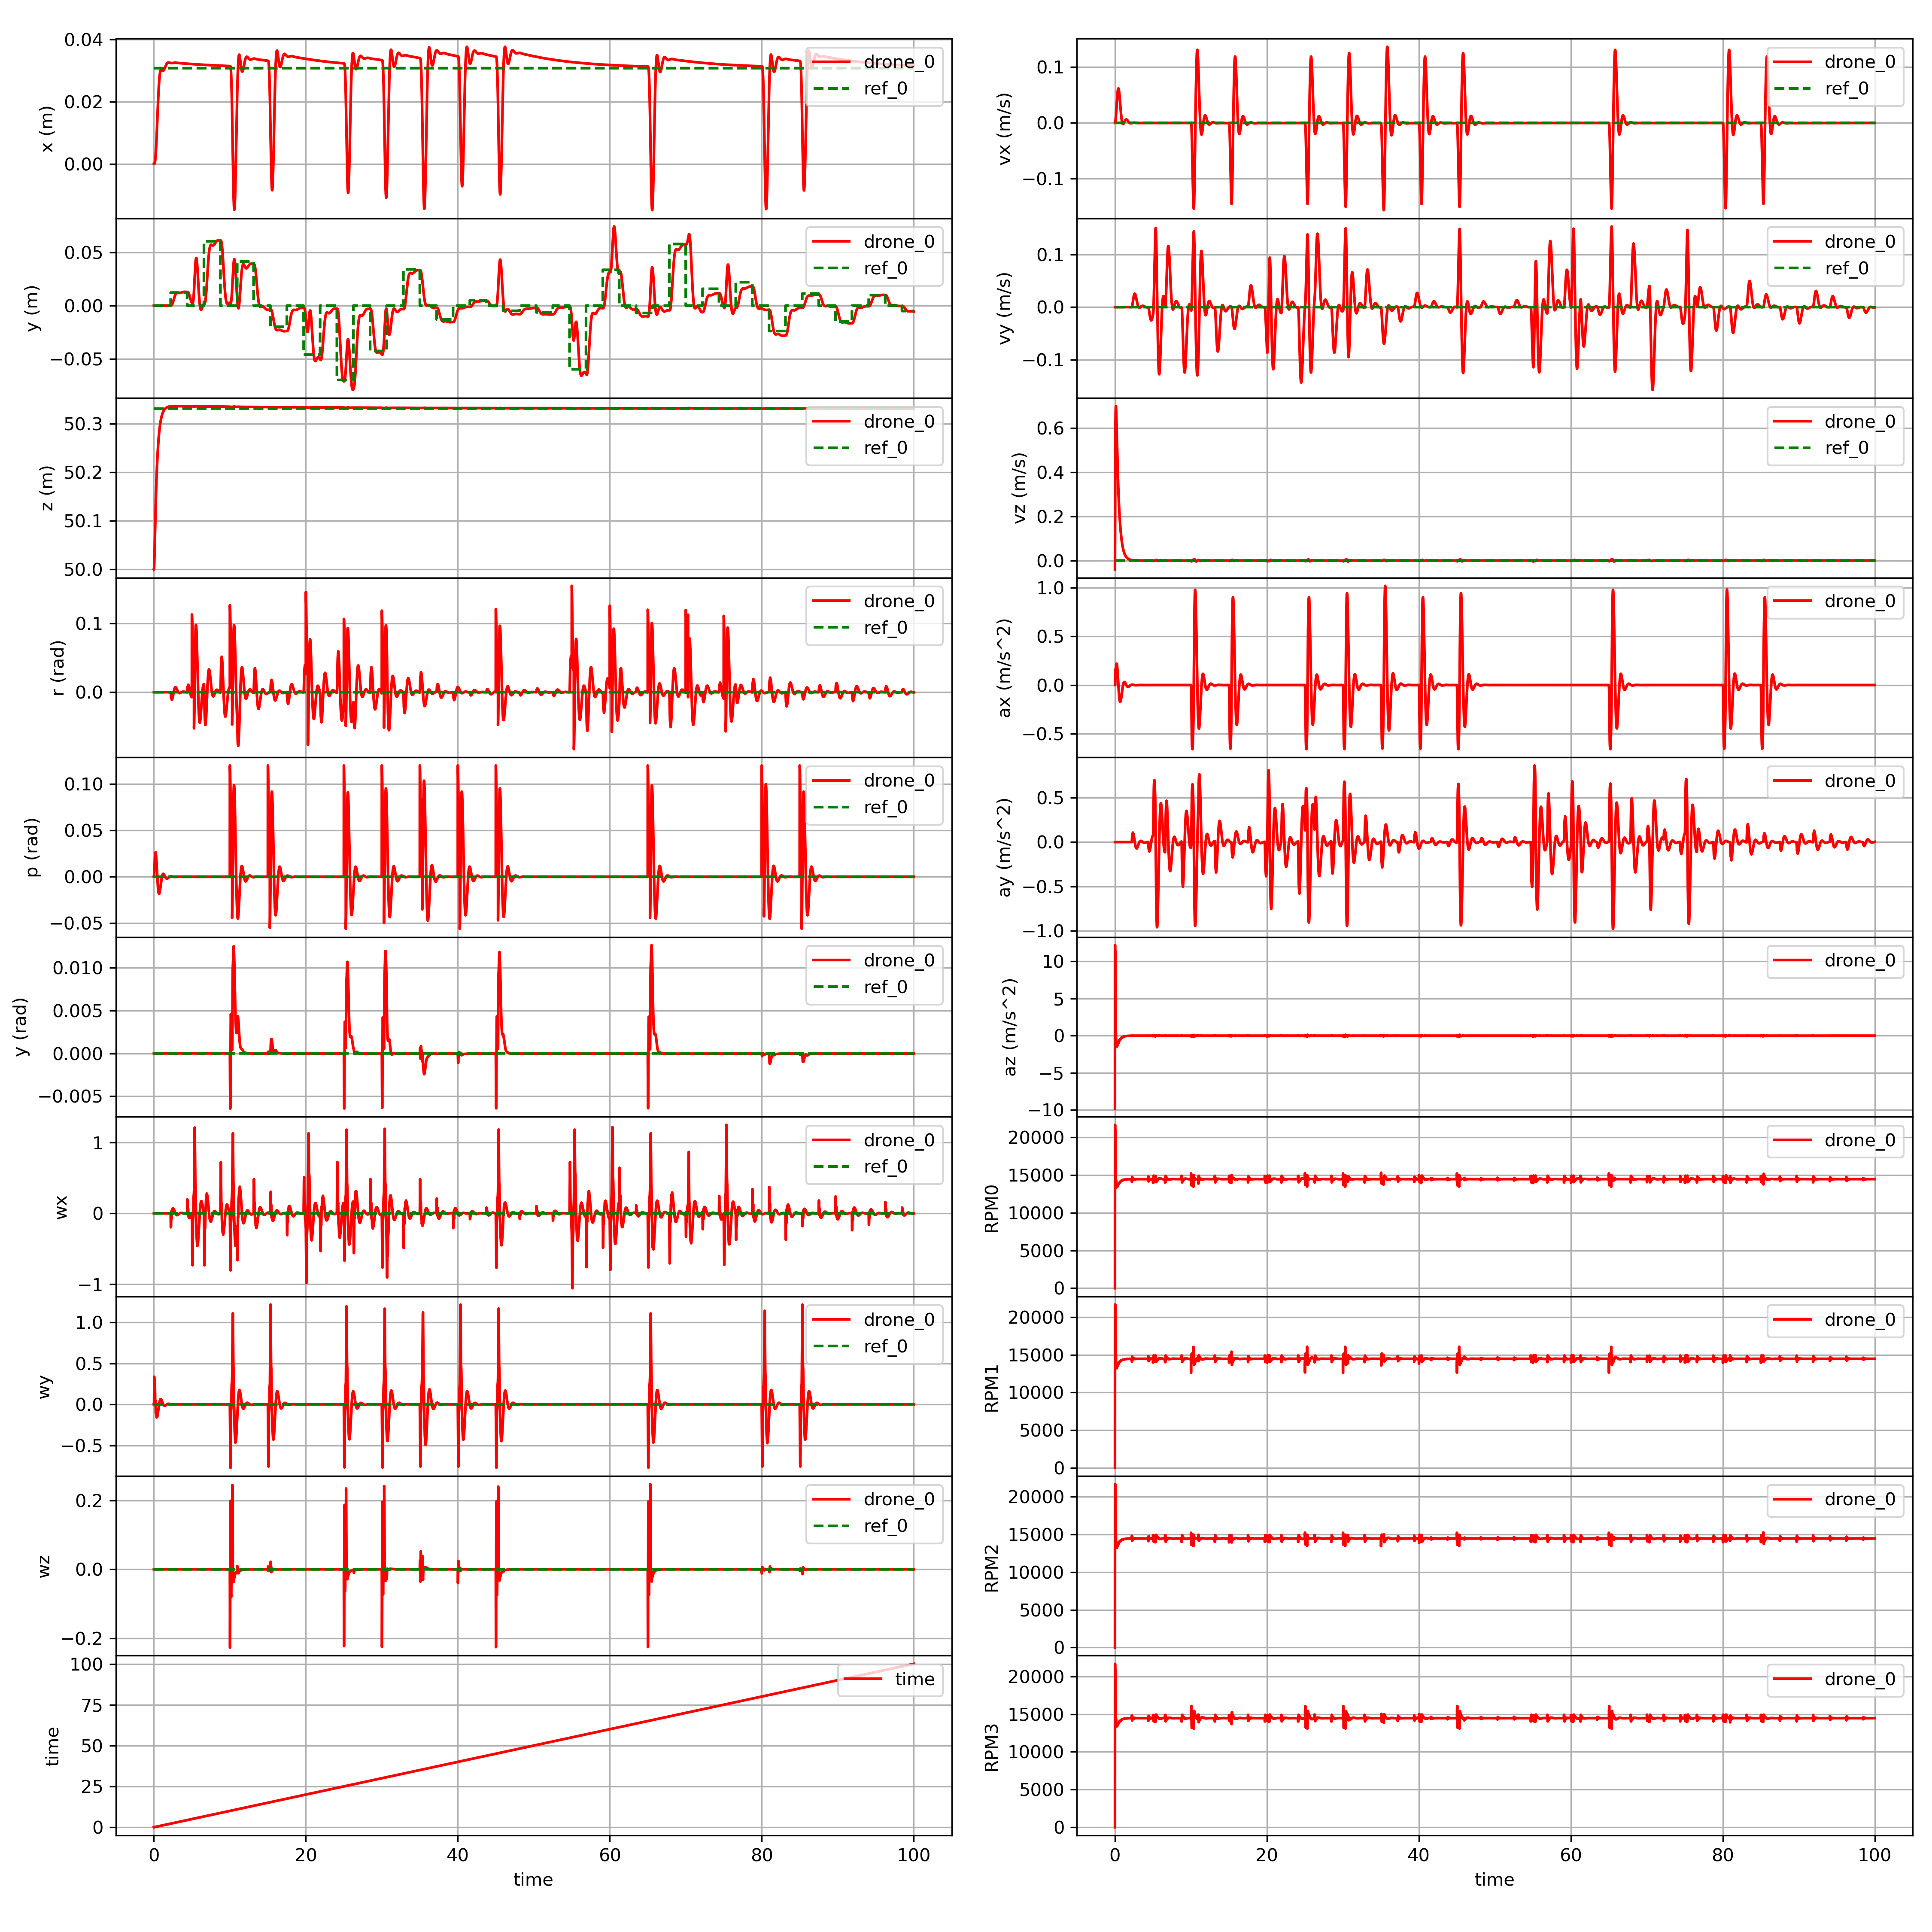 0.04
0.02
0.00
x (m)
drone_0
ref_0
0.05
0.00
−0.05
y (m)
drone_0
ref_0
50.3
50.2
50.1
50.0
z (m)
drone_0
ref_0
0.1
0.0
r (rad)
drone_0
ref_0
0.10
0.05
0.00
−0.05
p (rad)
drone_0
ref_0
0.010
0.005
0.000
−0.005
y (rad)
drone_0
ref_0
1
0
−1
wx
drone_0
ref_0
1.0
0.5
0.0
−0.5
wy
drone_0
ref_0
0.2
0.0
−0.2
wz
drone_0
ref_0
100
75
50
25
0
time
time
0 20 40 60 80 100
time
0.1
0.0
−0.1
vx (m/s)
drone_0
ref_0
0.1
0.0
−0.1
vy (m/s)
drone_0
ref_0
0.6
0.4
0.2
0.0
vz (m/s)
drone_0
ref_0
1.0
0.5
0.0
−0.5
ax (m/s^2)
drone_0
0.5
0.0
−0.5
−1.0
ay (m/s^2)
drone_0
10
5
0
−5
−10
az (m/s^2)
drone_0
20000
15000
10000
5000
0
RPM0
drone_0
20000
15000
10000
5000
0
RPM1
drone_0
20000
15000
10000
5000
0
RPM2
drone_0
20000
15000
10000
5000
0
RPM3
drone_0
0 20 40 60 80 100
time